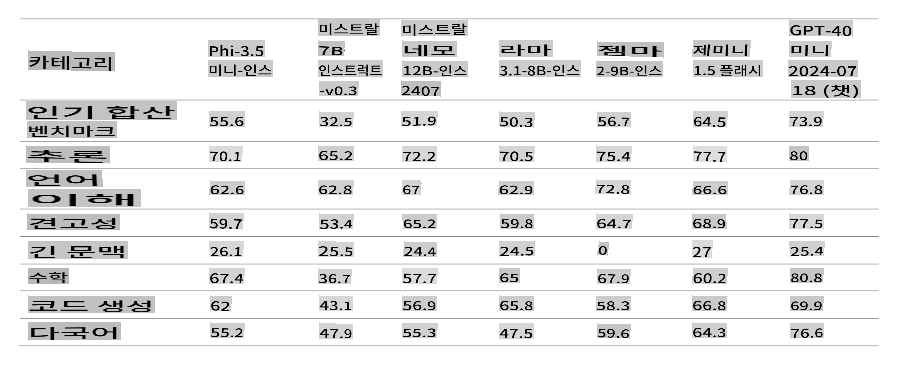 카테고리 Phi-3.5 미니-인스 미스트랄 7B 인스트럭트 -v0.3 미스트랄 네모 12B-인스 2407 라마 3.1-8B-인스 젬마 2-9B-인스 제미니 1.5 플래시 GPT-40 미니 2024-07 18 (챗)
인기 합산 벤치마크 55.6 32.5 51.9 50.3 56.7 64.5 73.9
추론 70.1 65.2 72.2 70.5 75.4 77.7 80
언어 이해 62.6 62.8 67 62.9 72.8 66.6 76.8
견고성 59.7 53.4 65.2 59.8 64.7 68.9 77.5
긴 문맥 26.1 25.5 24.4 24.5 0 27 25.4
수학 67.4 36.7 57.7 65 67.9 60.2 80.8
코드 생성 62 43.1 56.9 65.8 58.3 66.8 69.9
다국어 55.2 47.9 55.3 47.5 59.6 64.3 76.6